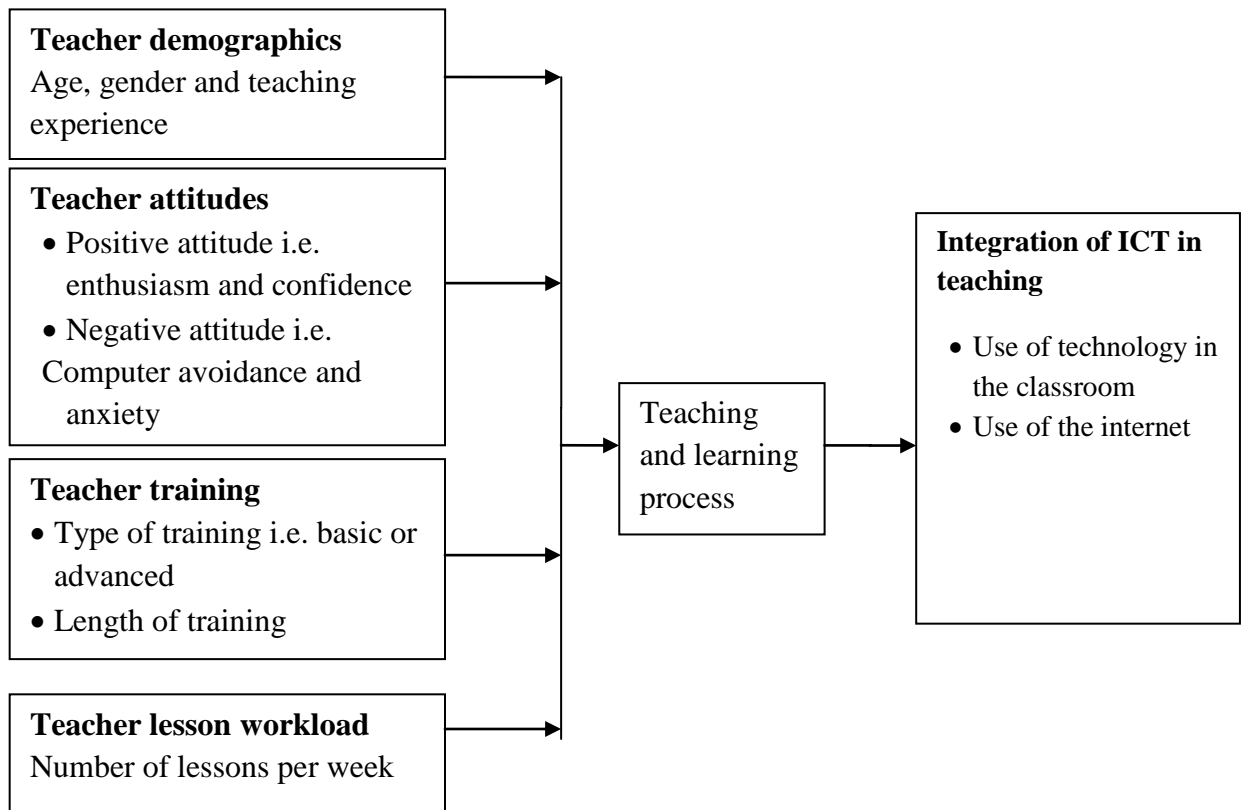 Teacher demographics
Age, gender and teaching
experience
Teacher attitudes
• Positive attitude i.e.
enthusiasm and confidence
• Negative attitude i.e.
Computer avoidance and
anxiety
Teacher training
• Type of training i.e. basic or
advanced
• Length of training
Teacher lesson workload
Number of lessons per week
Teaching
and learning
process
Integration of ICT in
teaching
• Use of technology in
the classroom
• Use of the internet